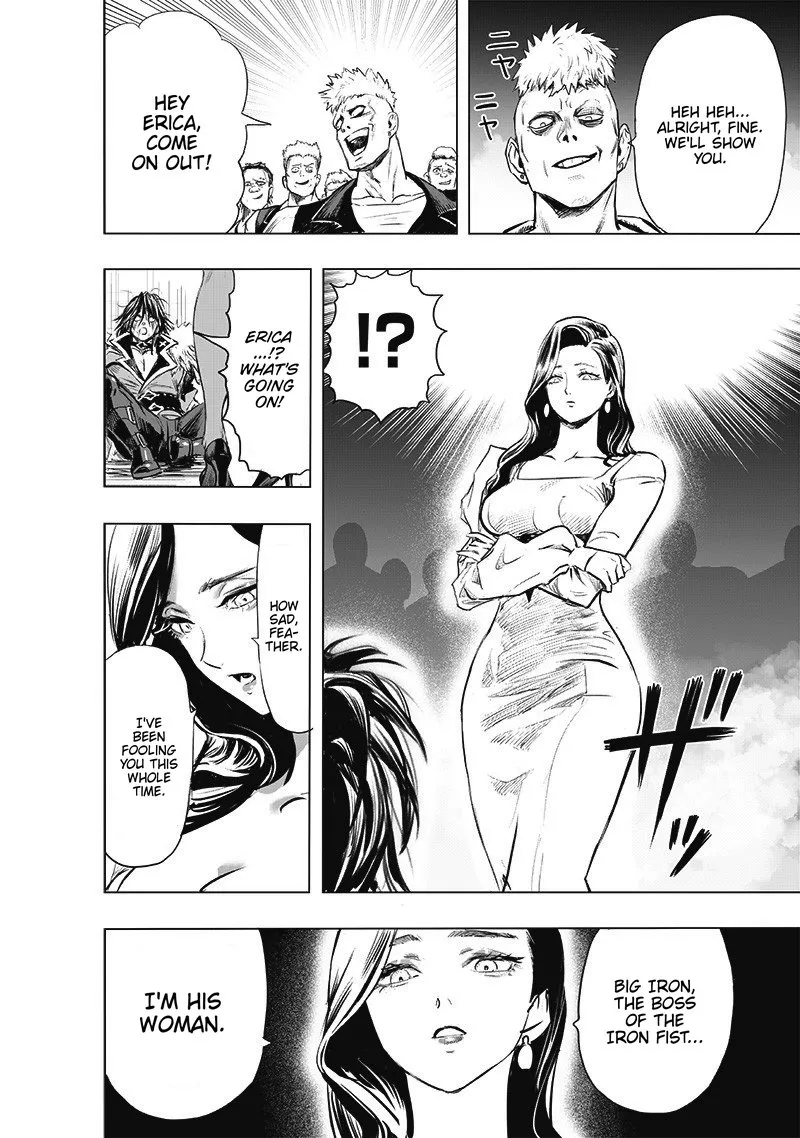 HEH HEH...
ALRIGHT, FINE.
WE'LL SHOW
YOU.
ニヤ
ニヤ
HEY
ERICA,
COME
ON OUT!
!?
ザッ
ERICA
...!?
WHAT'S
GOING
ON!
HOW
SAD,
FEA-
THER.
I'VE
BEEN
FOOLING
YOU THIS
WHOLE
TIME.
BIG IRON,
THE BOSS
OF THE
IRON FIST...
I'M HIS
WOMAN.